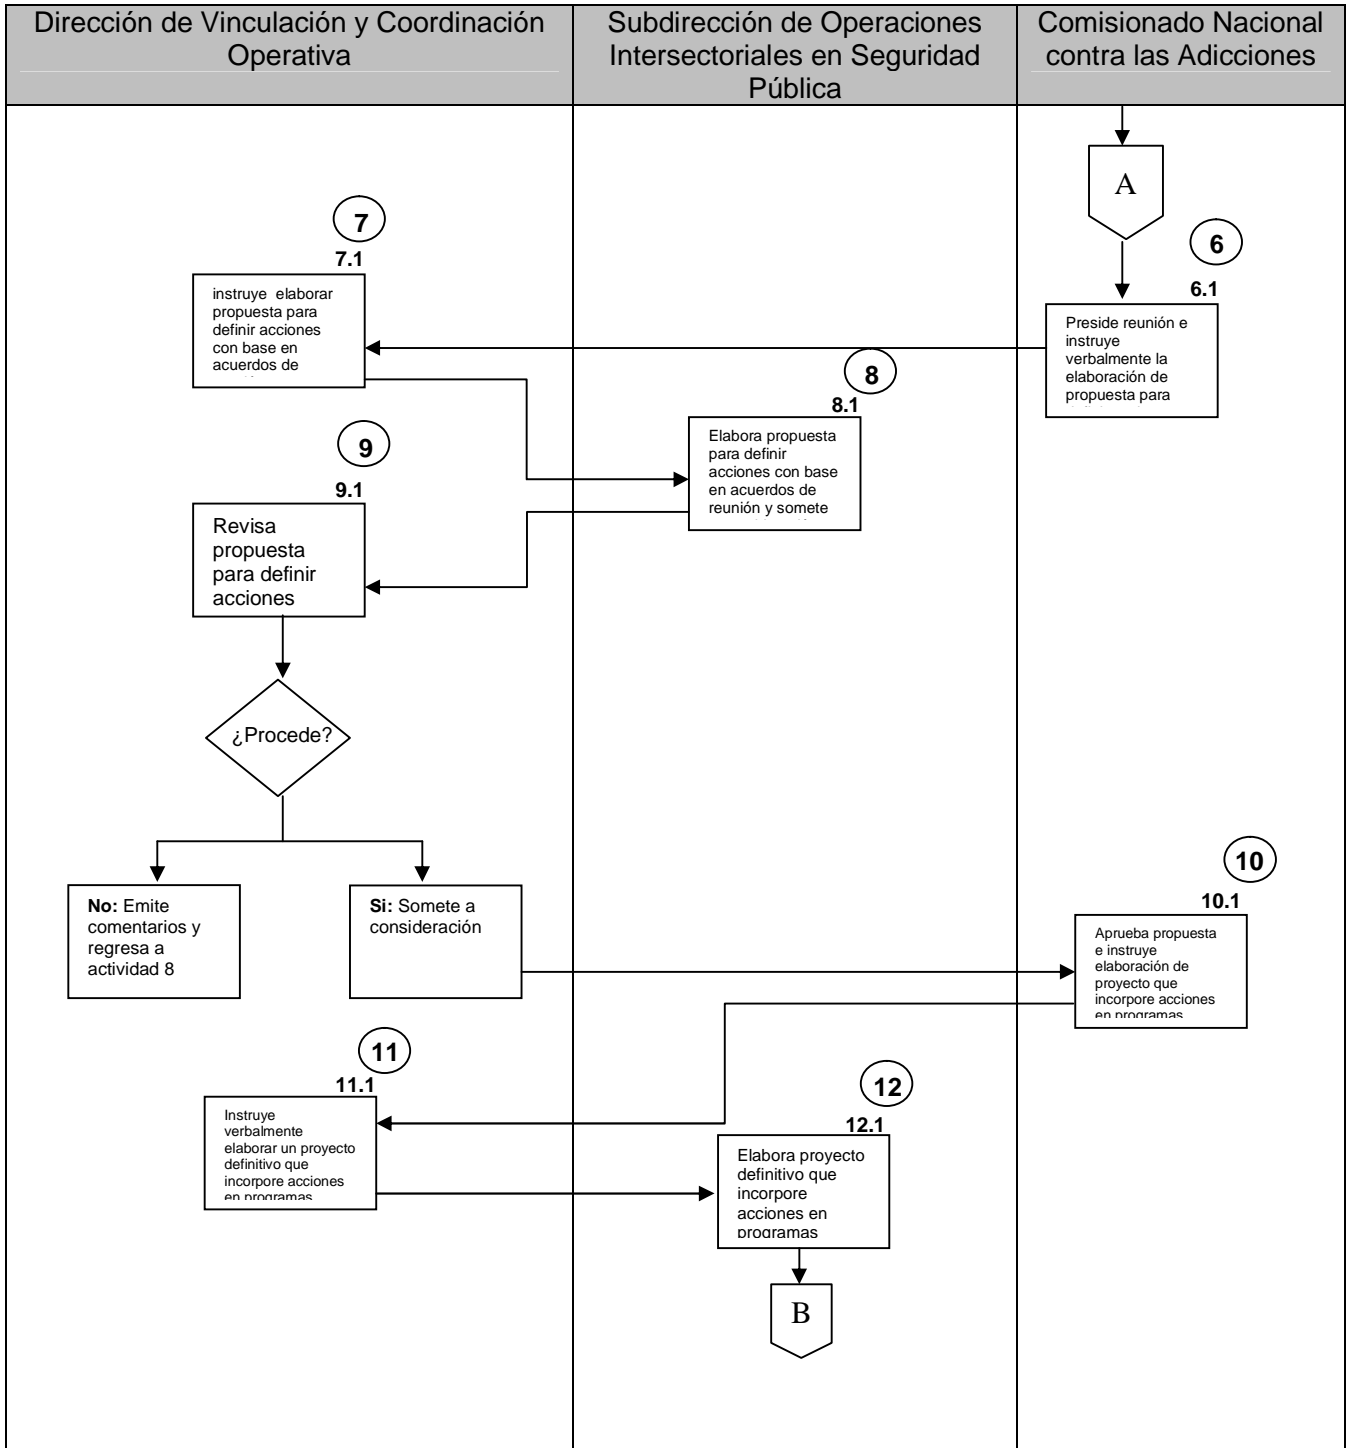 Dirección de Vinculación y Coordinación
Operativa
Subdirección de Operaciones
Intersectoriales en Seguridad
Pública
Comisionado Nacional
contra las Adicciones
A
6
6.1
Preside reunión e
instruye
verbalmente la
elaboración de
propuesta para
7
7.1
instruye elaborar
propuesta para
definir acciones
con base en
acuerdos de
8
8.1
Elabora propuesta
para definir
acciones con base
en acuerdos de
reunión y somete
9
9.1
Revisa
propuesta
para definir
acciones
¿Procede?
No: Emite
comentarios y
regresa a
actividad 8
Si: Somete a
consideración
10
10.1
Aprueba propuesta
e instruye
elaboración de
proyecto que
incorpore acciones
en programas
11
11.1
Instruye
verbalmente
elaborar un proyecto
definitivo que
incorpore acciones
en programas
12
12.1
Elabora proyecto
definitivo que
incorpore
acciones en
programas
B